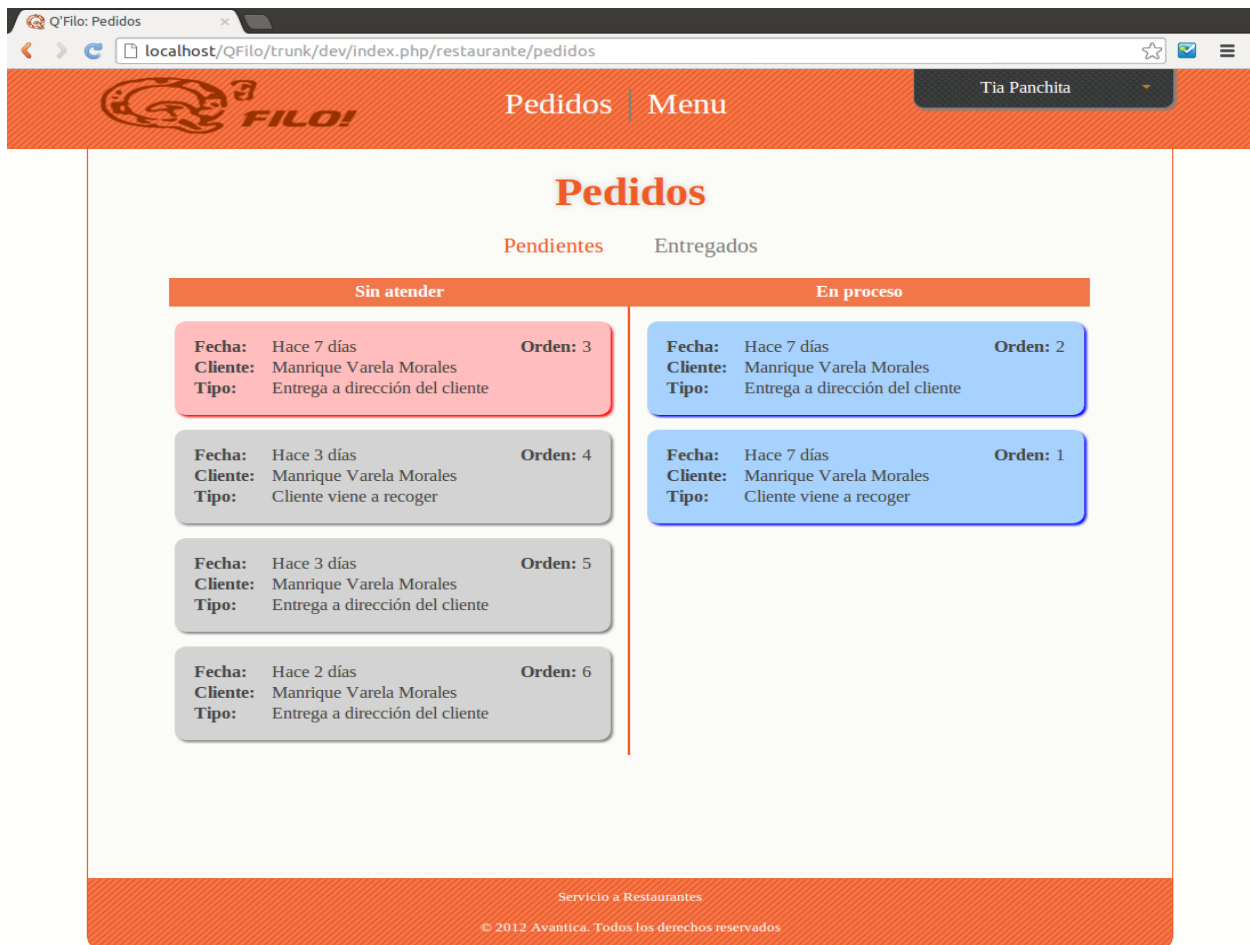 Q'Filo: Pedidos
localhost/QFilo/trunk/dev/index.php/restaurante/pedidos
Q³ FILO!
Pedidos Menu
Tia Panchita
Pedidos
Pendientes Entregados
Sin atender
Fecha: Hace 7 días Orden: 3
Cliente: Manrique Varela Morales
Tipo: Entrega a dirección del cliente
Fecha: Hace 3 días Orden: 4
Cliente: Manrique Varela Morales
Tipo: Cliente viene a recoger
Fecha: Hace 3 días Orden: 5
Cliente: Manrique Varela Morales
Tipo: Entrega a dirección del cliente
Fecha: Hace 2 días Orden: 6
Cliente: Manrique Varela Morales
Tipo: Entrega a dirección del cliente
En proceso
Fecha: Hace 7 días Orden: 2
Cliente: Manrique Varela Morales
Tipo: Entrega a dirección del cliente
Fecha: Hace 7 días Orden: 1
Cliente: Manrique Varela Morales
Tipo: Cliente viene a recoger
Servicio a Restaurantes
© 2012 Avantica. Todos los derechos reservados